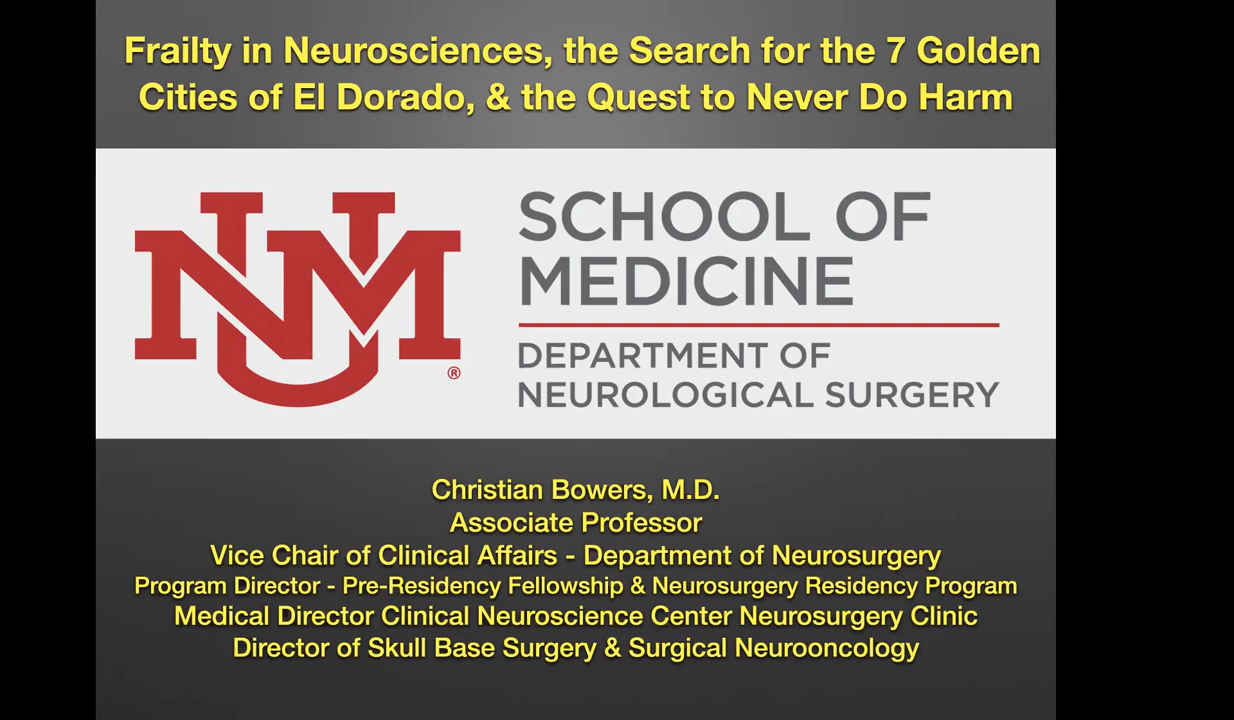 Frailty in Neurosciences, the Search for the 7 Golden
Cities of El Dorado, & the Quest to Never Do Harm
UNM®
SCHOOL OF
MEDICINE
DEPARTMENT OF
NEUROLOGICAL SURGERY
Christian Bowers, M.D.
Associate Professor
Vice Chair of Clinical Affairs - Department of Neurosurgery
Program Director - Pre-Residency Fellowship & Neurosurgery Residency Program
Medical Director Clinical Neuroscience Center Neurosurgery Clinic
Director of Skull Base Surgery & Surgical Neurooncology